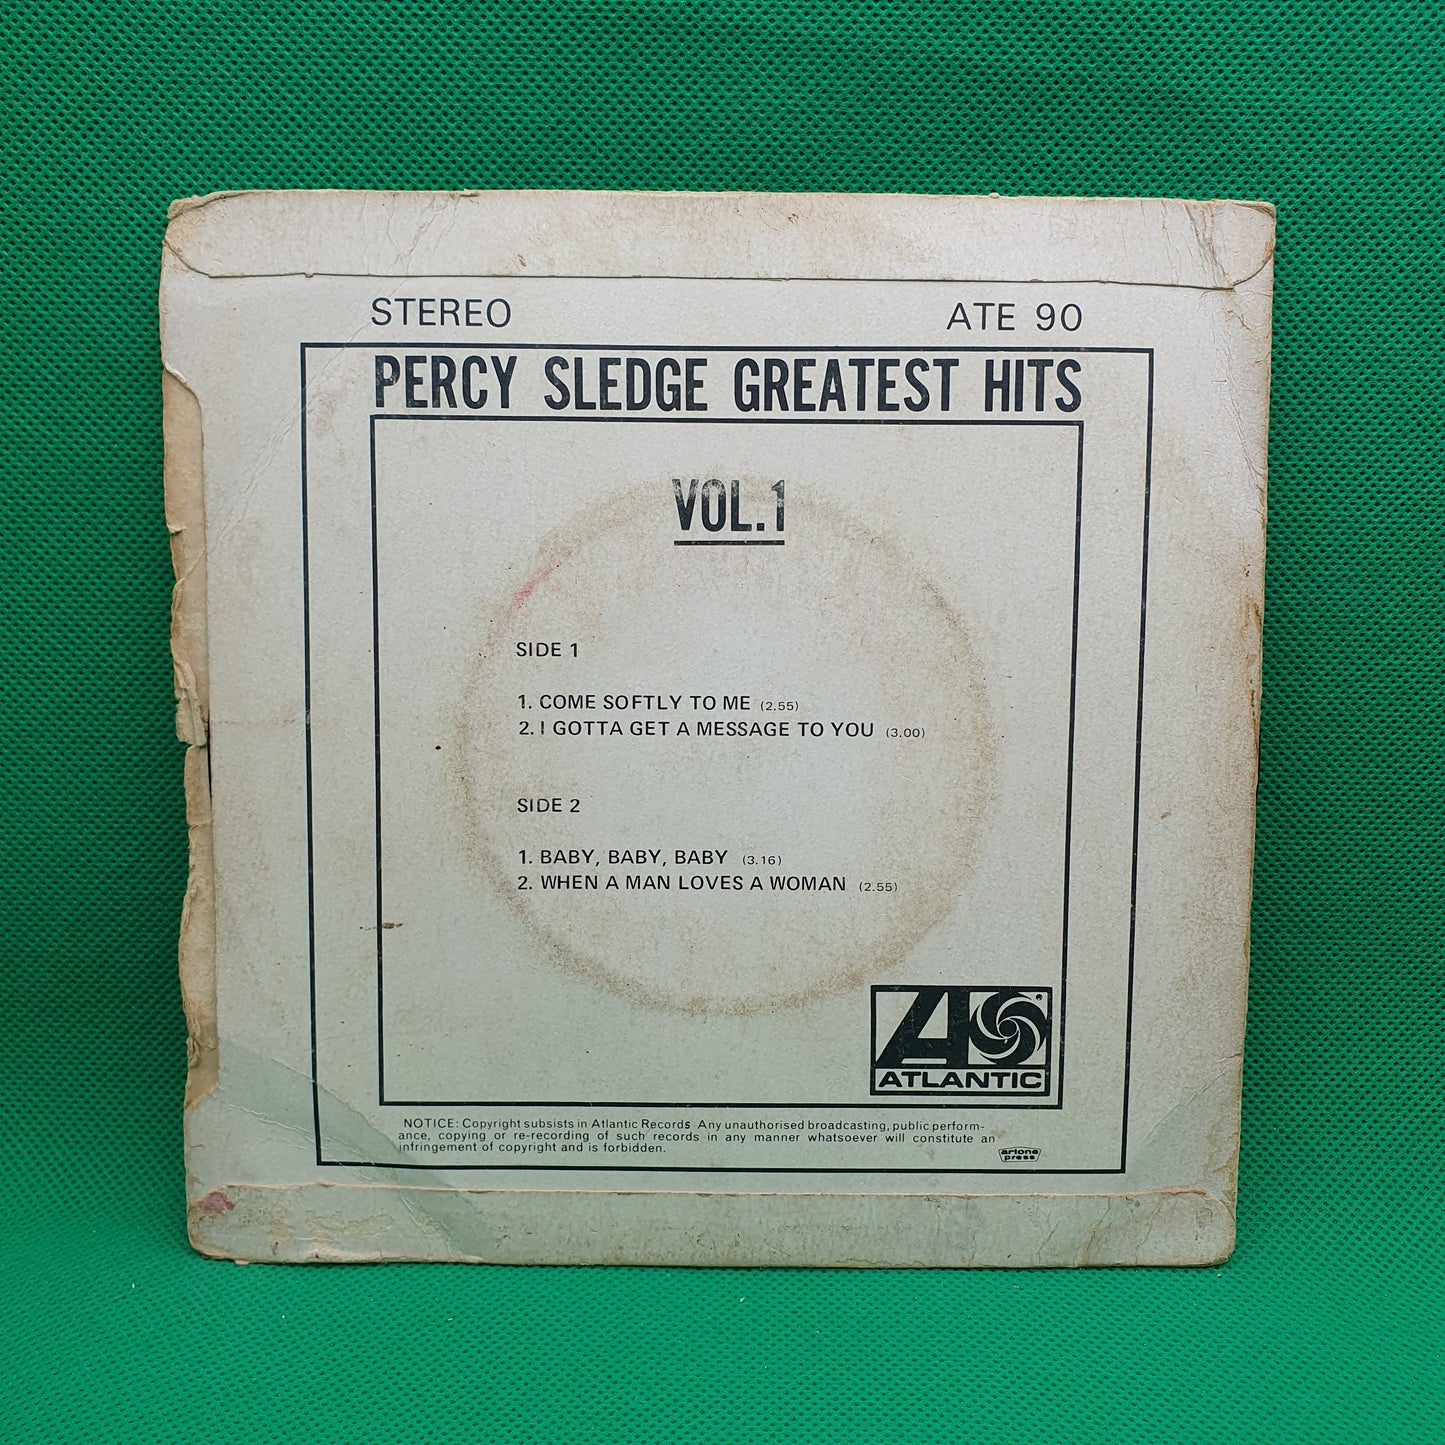 STEREO ATE 90
PERCY SLEDGE GREATEST HITS
VOL.1
SIDE 1
1. COME SOFTLY TO ME (2.55)
2. I GOTTA GET A MESSAGE TO YOU (3.00)
SIDE 2
1. BABY, BABY, BABY (3.16)
2. WHEN A MAN LOVES A WOMAN (2.55)
ATLANTIC
NOTICE: Copyright subsists in Atlantic Records Any unauthorised broadcasting, public perform-
ance, copying or re-recording of such records in any manner whatsoever will constitute an
infringement of copyright and is forbidden.
artone
press